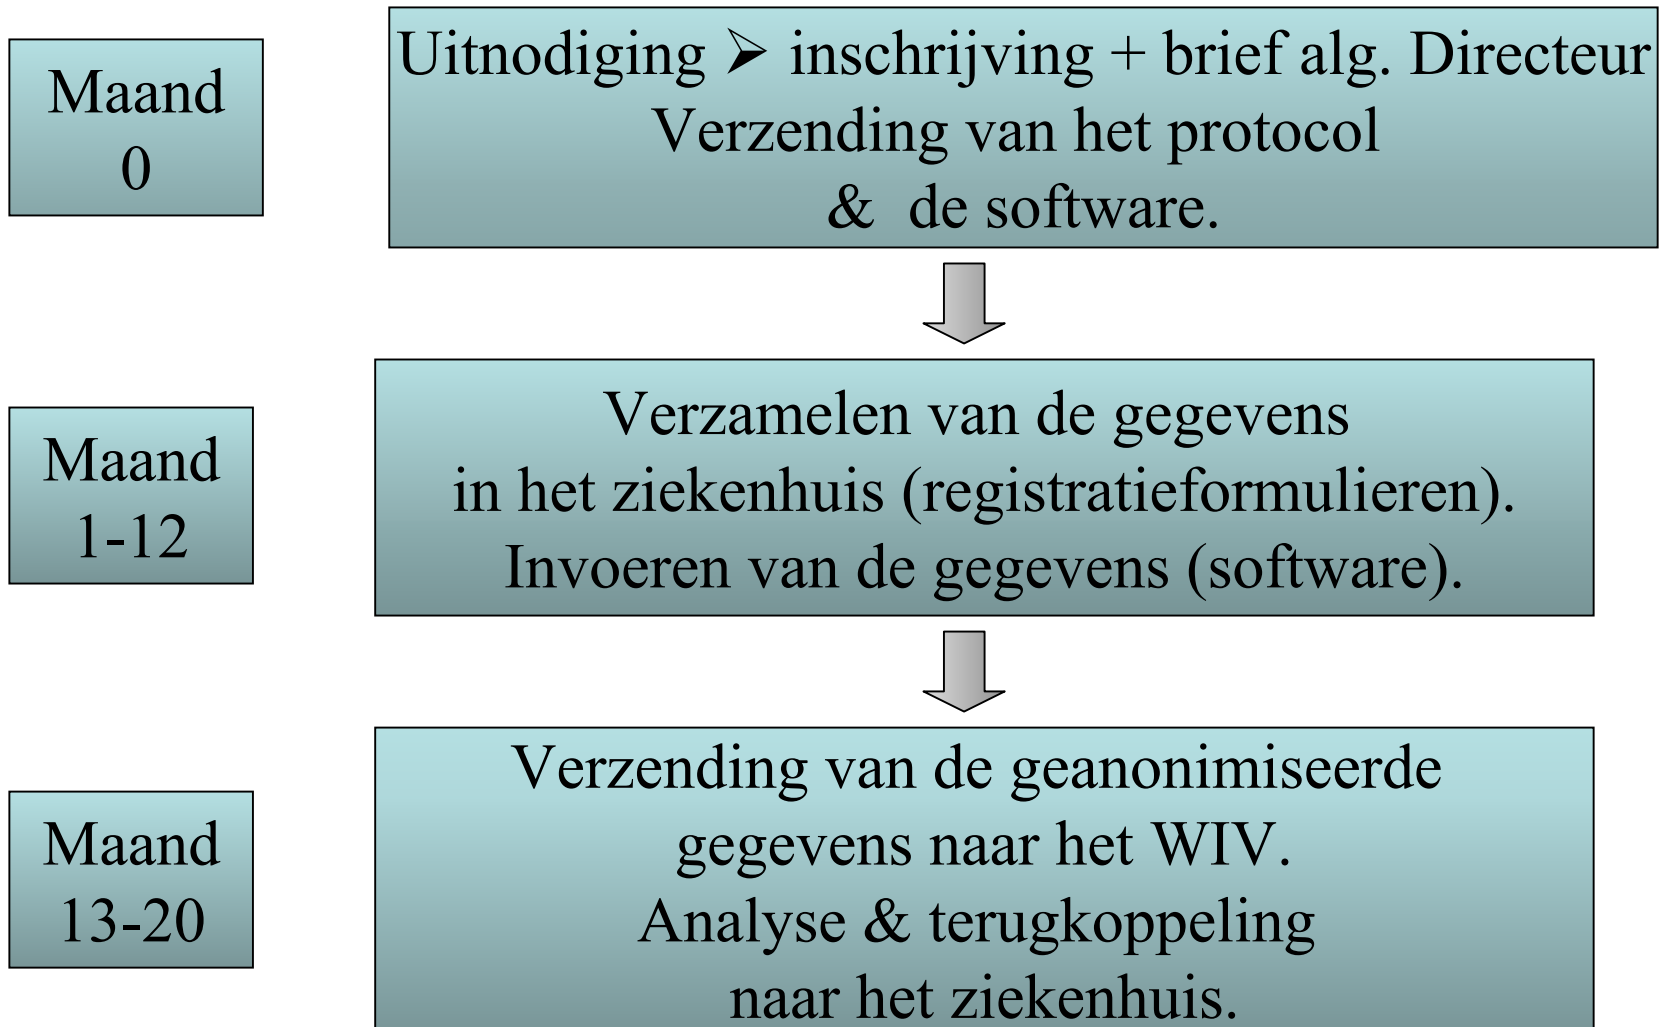 Maand
0
Uitnodiging ➢ inschrijving + brief alg. Directeur
Verzending van het protocol
& de software.
Maand
1-12
Verzamelen van de gegevens
in het ziekenhuis (registratieformulieren).
Invoeren van de gegevens (software).
Maand
13-20
Verzending van de geanonimiseerde
gegevens naar het WIV.
Analyse & terugkoppeling
naar het ziekenhuis.